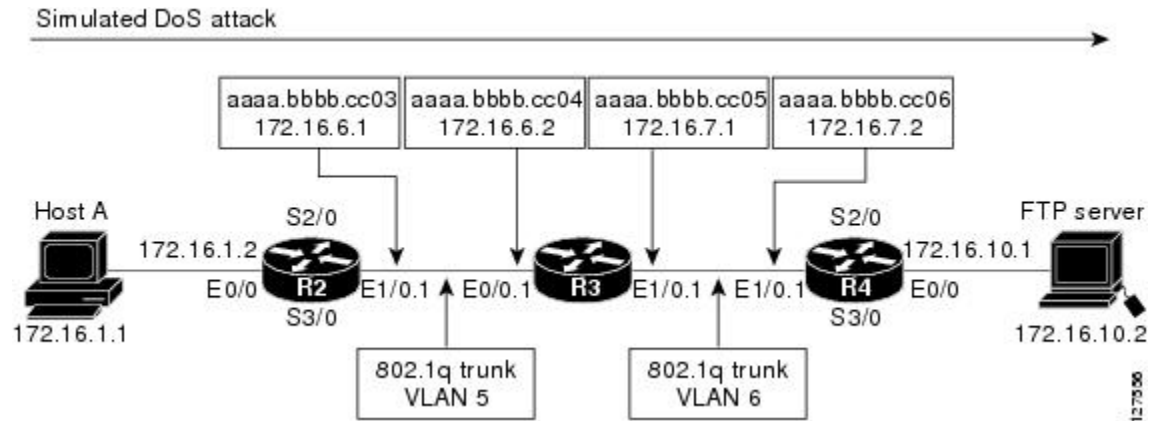 Simulated DoS attack
aaaa.bbbb.cc03
172.16.6.1
aaaa.bbbb.cc04
172.16.6.2
aaaa.bbbb.cc05
172.16.7.1
aaaa.bbbb.cc06
172.16.7.2
Host A
172.16.1.1
172.16.1.2
E0/0
S2/0
R2
S3/0
E1/0.1
E0/0.1
R3
E1/0.1
E1/0.1
S2/0
R4
S3/0
172.16.10.1
E0/0
FTP server
172.16.10.2
802.1q trunk
VLAN 5
802.1q trunk
VLAN 6
127556